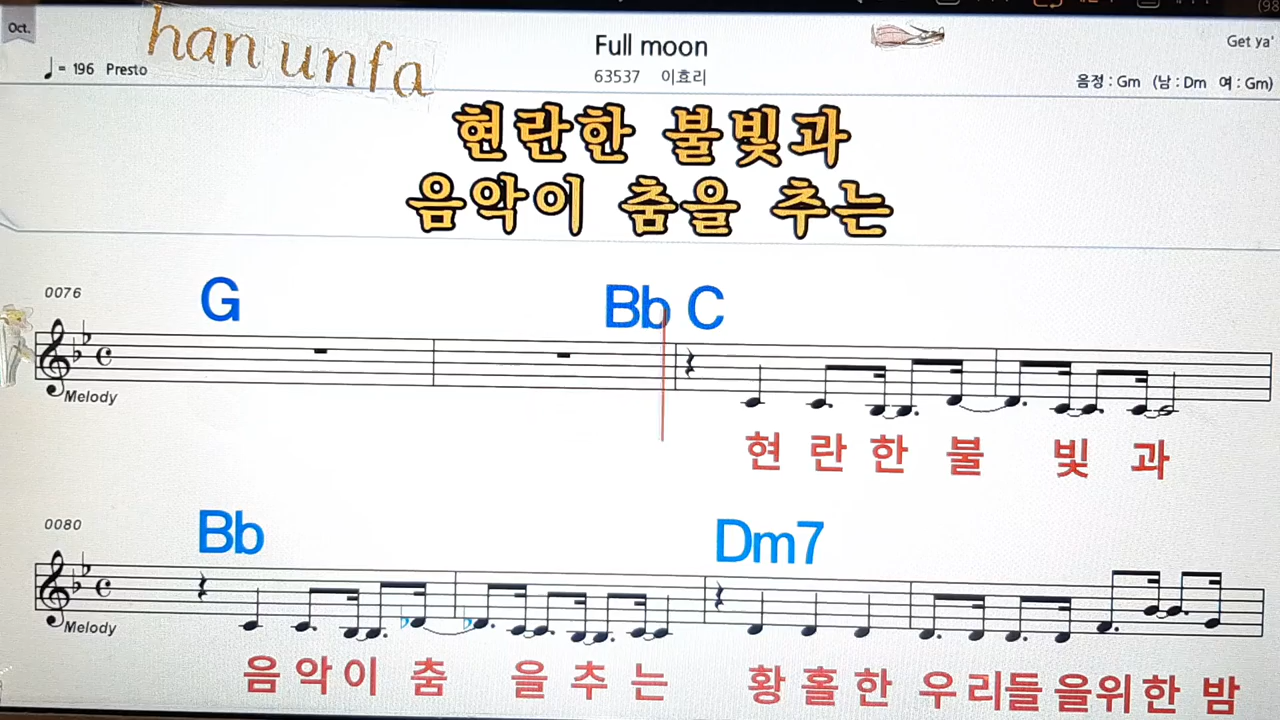 Oct.
han unfa
Full moon
Get ya'
♩ = 196 Presto
63537 이효리
음정 : Gm (남 : Dm 여 : Gm)
현란한 불빛과
음악이 춤을 추는
0076
G Bb C
Melody
현 란 한 불 빛 과
0080
Bb Dm7
Melody
음 악 이 춤 을 추 는 황 홀 한 우 리 들 을 위 한 밤